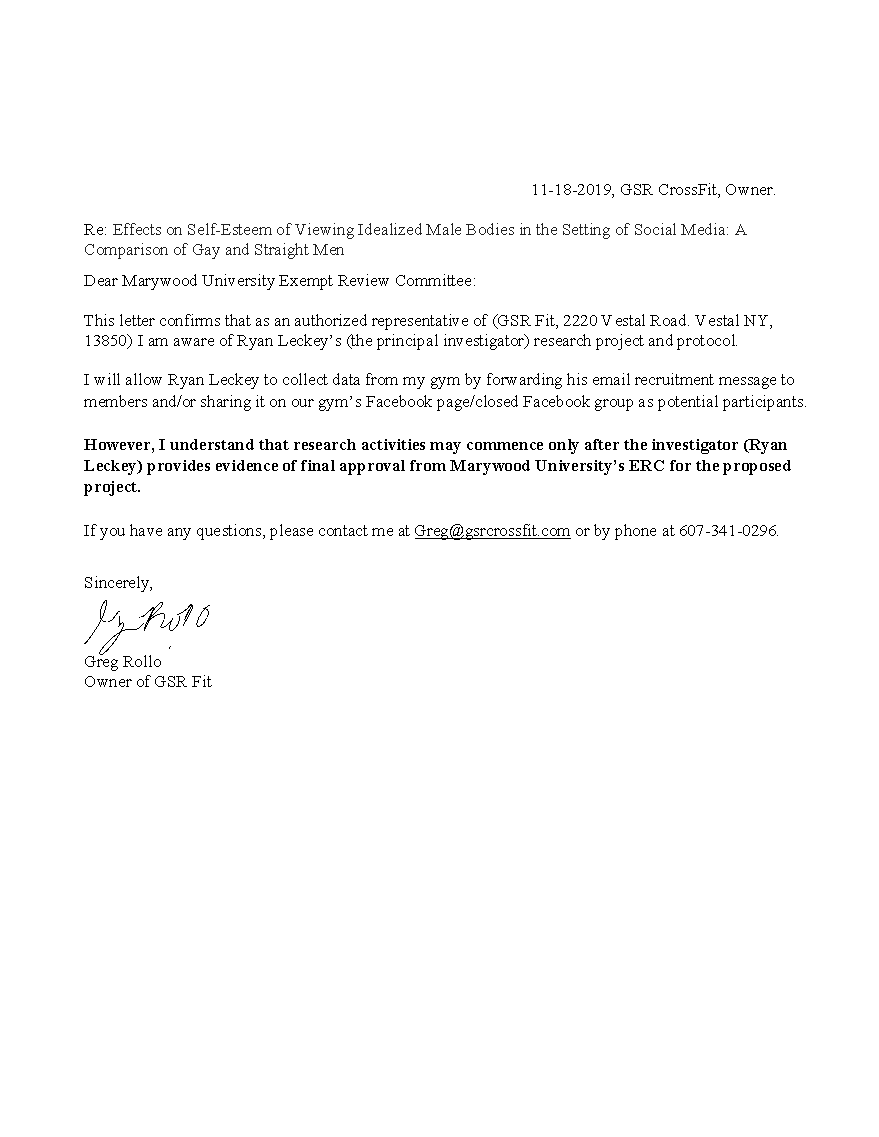 11-18-2019, GSR CrossFit, Owner.
Re: Effects on Self-Esteem of Viewing Idealized Male Bodies in the Setting of Social Media: A
Comparison of Gay and Straight Men
Dear Marywood University Exempt Review Committee:
This letter confirms that as an authorized representative of (GSR Fit, 2220 Vestal Road. Vestal NY,
13850) I am aware of Ryan Leckey’s (the principal investigator) research project and protocol.
I will allow Ryan Leckey to collect data from my gym by forwarding his email recruitment message to
members and/or sharing it on our gym’s Facebook page/closed Facebook group as potential participants.
However, I understand that research activities may commence only after the investigator (Ryan
Leckey) provides evidence of final approval from Marywood University’s ERC for the proposed
project.
If you have any questions, please contact me at Greg@gsrcrossfit.com or by phone at 607-341-0296.
Sincerely,
Greg Rollo
Owner of GSR Fit